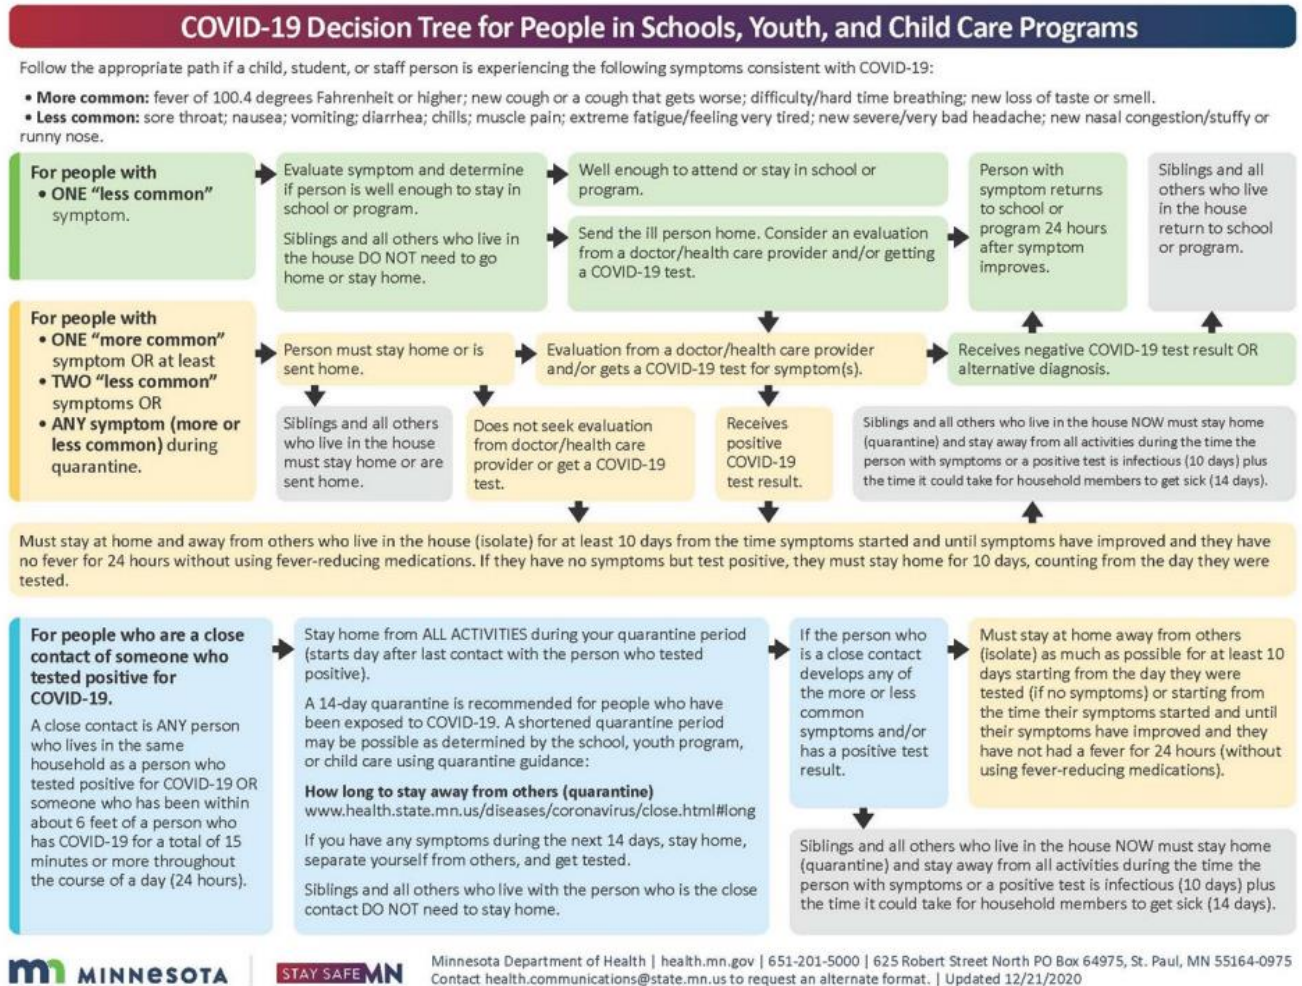 COVID-19 Decision Tree for People in Schools, Youth, and Child Care Programs
Follow the appropriate path if a child, student, or staff person is experiencing the following symptoms consistent with COVID-19:
• More common: fever of 100.4 degrees Fahrenheit or higher; new cough or a cough that gets worse; difficulty/hard time breathing; new loss of taste or smell.
• Less common: sore throat; nausea; vomiting; diarrhea; chills; muscle pain; extreme fatigue/feeling very tired; new severe/very bad headache; new nasal congestion/stuffy or
runny nose.
For people with
• ONE “less common”
symptom.
Evaluate symptom and determine
if person is well enough to stay in
school or program.
Siblings and all others who live in
the house DO NOT need to go
home or stay home.
Well enough to attend or stay in school or
program.
Send the ill person home. Consider an evaluation
from a doctor/health care provider and/or getting
a COVID-19 test.
Person with
symptom returns
to school or
program 24 hours
after symptom
improves.
Siblings and all
others who live
in the house
return to school
or program.
For people with
• ONE “more common”
symptom OR at least
• TWO “less common”
symptoms OR
• ANY symptom (more or
less common) during
quarantine.
Person must stay home or is
sent home.
Evaluation from a doctor/health care provider
and/or gets a COVID-19 test for symptom(s).
Receives negative COVID-19 test result OR
alternative diagnosis.
Siblings and all others
who live in the house
must stay home or are
sent home.
Does not seek evaluation
from doctor/health care
provider or get a COVID-19
test.
Receives
positive
COVID-19
test result.
Siblings and all others who live in the house NOW must stay home
(quarantine) and stay away from all activities during the time the
person with symptoms or a positive test is infectious (10 days) plus
the time it could take for household members to get sick (14 days).
Must stay at home and away from others who live in the house (isolate) for at least 10 days from the time symptoms started and until symptoms have improved and they have
no fever for 24 hours without using fever-reducing medications. If they have no symptoms but test positive, they must stay home for 10 days, counting from the day they were
tested.
For people who are a close
contact of someone who
tested positive for
COVID-19.
A close contact is ANY person
who lives in the same
household as a person who
tested positive for COVID-19 OR
someone who has been within
about 6 feet of a person who
has COVID-19 for a total of 15
minutes or more throughout
the course of a day (24 hours).
Stay home from ALL ACTIVITIES during your quarantine period
(starts day after last contact with the person who tested
positive).
A 14-day quarantine is recommended for people who have
been exposed to COVID-19. A shortened quarantine period
may be possible as determined by the school, youth program,
or child care using quarantine guidance:
How long to stay away from others (quarantine)
www.health.state.mn.us/diseases/coronavirus/close.html#long
If you have any symptoms during the next 14 days, stay home,
separate yourself from others, and get tested.
Siblings and all others who live with the person who is the close
contact DO NOT need to stay home.
If the person who
is a close contact
develops any of
the more or less
common
symptoms and/or
has a positive test
result.
Must stay at home away from others
(isolate) as much as possible for at least 10
days starting from the day they were
tested (if no symptoms) or starting from
the time their symptoms started and until
their symptoms have improved and they
have not had a fever for 24 hours (without
using fever-reducing medications).
Siblings and all others who live in the house NOW must stay home
(quarantine) and stay away from all activities during the time the
person with symptoms or a positive test is infectious (10 days) plus
the time it could take for household members to get sick (14 days).
MINNESOTA
STAY SAFE MN
Minnesota Department of Health | health.mn.gov | 651-201-5000 | 625 Robert Street North PO Box 64975, St. Paul, MN 55164-0975
Contact health.communications@state.mn.us to request an alternate format. | Updated 12/21/2020